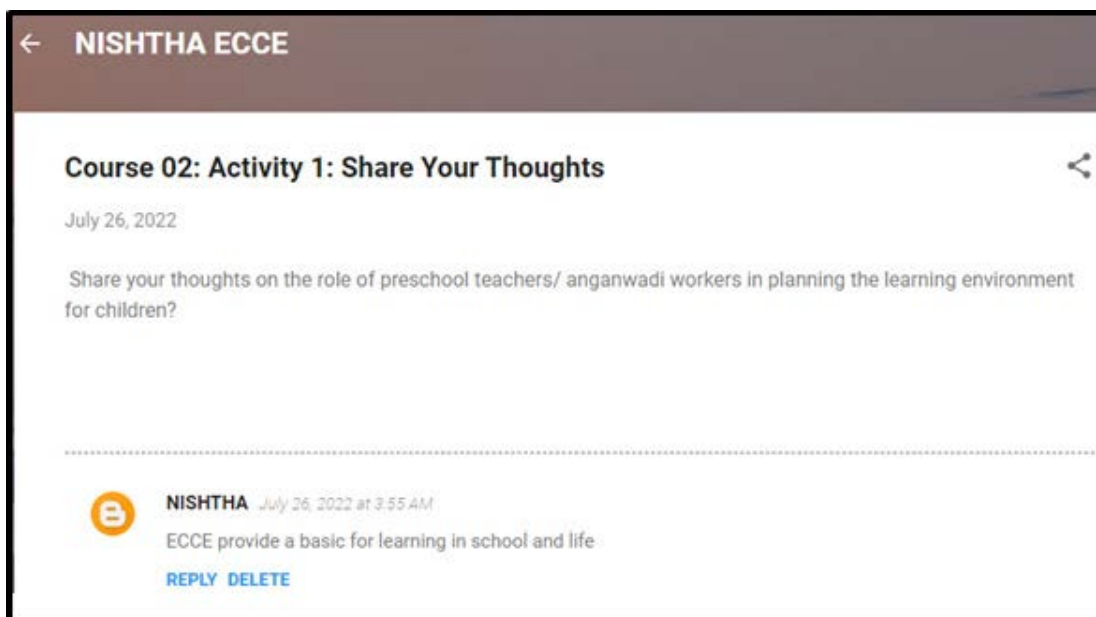 NISHTHA ECCE
Course 02: Activity 1: Share Your Thoughts
July 26, 2022
Share your thoughts on the role of preschool teachers/ anganwadi workers in planning the learning environment
for children?
NISHTHA July 26, 2022 at 3:55 AM
ECCE provide a basic for learning in school and life
REPLY DELETE